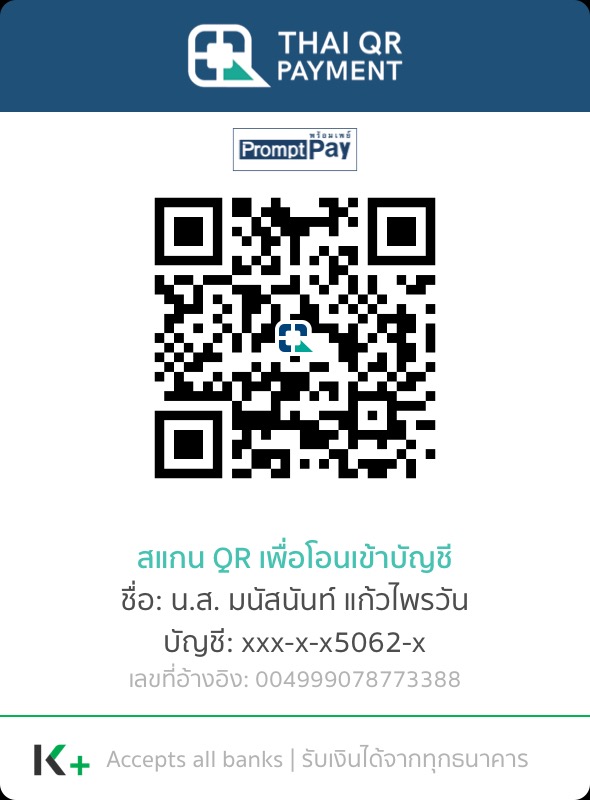 THAI QR
PAYMENT
พร้อมเพย์
PromptPay
สแกน QR เพื่อโอนเข้าบัญชี
ชื่อ: น.ส. มนัสนันท์ แก้วไพรวัน
บัญชี: xxx-x-x5062-x
เลขที่อ้างอิง: 004999078773388
K+ Accepts all banks | รับเงินได้จากทุกธนาคาร